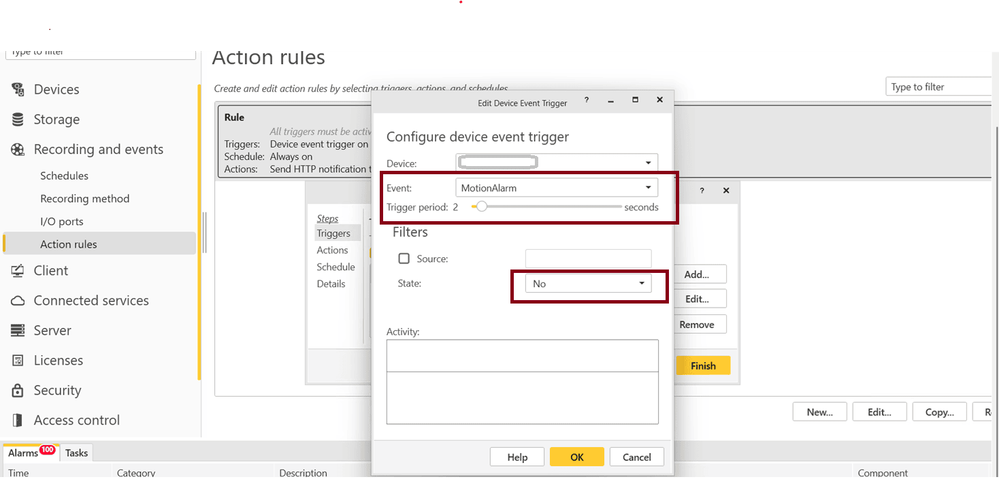 Type to filter
Action rules
Create and edit action rules by selecting triggers, actions, and schedules
Type to filter
Devices
Storage
Recording and events
Schedules
Recording method
I/O ports
Action rules
Client
Connected services
Server
Licenses
Security
Access control
Rule
All triggers must be activ
Triggers: Device event trigger on
Schedule: Always on
Actions: Send HTTP notification t
Steps
Triggers
Actions
Schedule
Details
? ×
Add...
Edit...
Remove
Finish
Edit Device Event Trigger ?
Configure device event trigger
Device:
Event: MotionAlarm
Trigger period: 2 seconds
Filters
Source:
State: No
Activity:
Help OK Cancel
New... Edit... Copy... R
Alarms 100 Tasks
Time Category Description Component